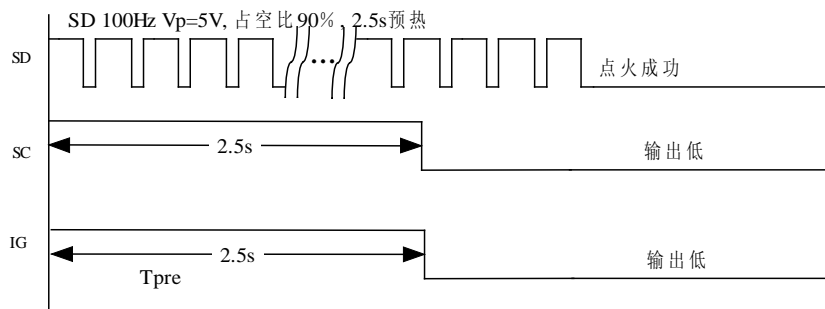 SD 100Hz Vp=5V, 占空比90%, 2.5s预热
SD
...
点火成功
SC
2.5s
输出低
IG
2.5s
输出低
Tpre